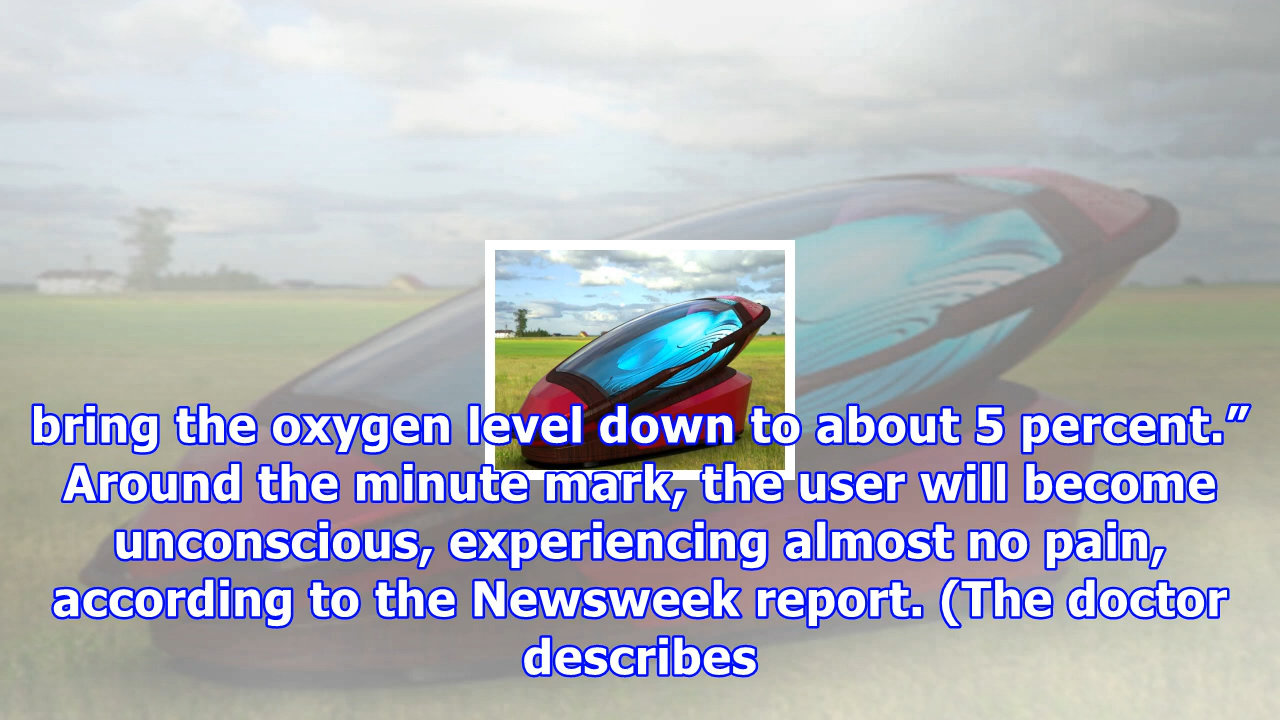 bring the oxygen level down to about 5 percent.”
Around the minute mark, the user will become
unconscious, experiencing almost no pain,
according to the Newsweek report. (The doctor
describes